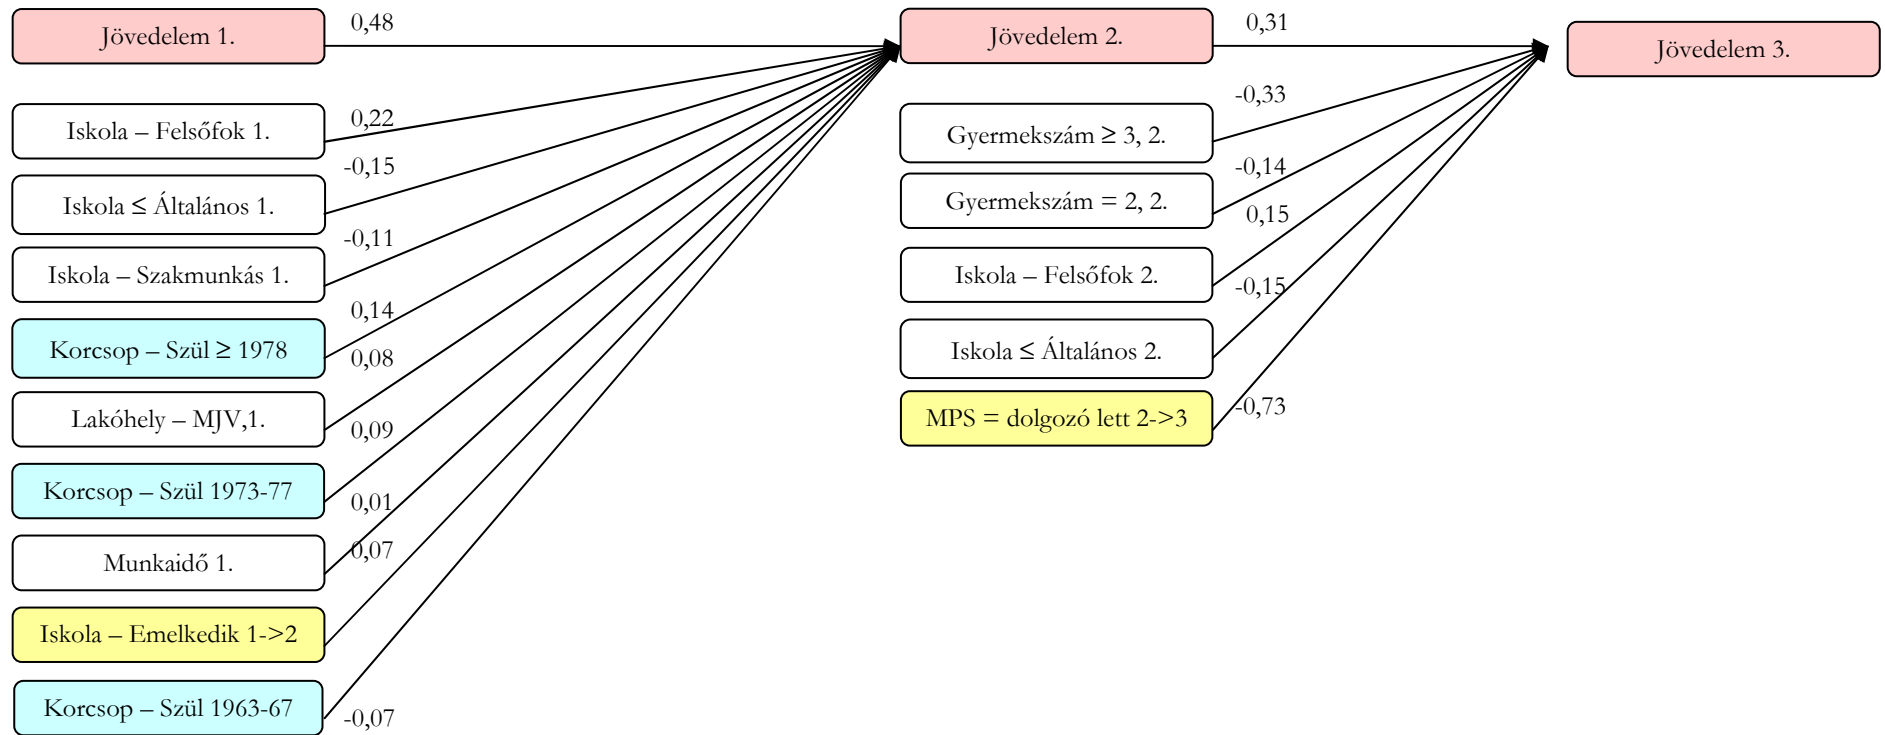 Jövedelem 1.
0,48
Jövedelem 2.
0,31
Jövedelem 3.
Iskola – Felsőfok 1.
0,22
Iskola ≤ Általános 1.
-0,15
Iskola – Szakmunkás 1.
-0,11
Korcsop – Szül ≥ 1978
0,14
Lakóhely – MJV,1.
0,08
Korcsop – Szül 1973-77
0,09
Munkaidő 1.
0,01
Iskola – Emelkedik 1->2
0,07
Korcsop – Szül 1963-67
-0,07
Gyermekszám ≥ 3, 2.
-0,33
Gyermekszám = 2, 2.
-0,14
Iskola – Felsőfok 2.
0,15
Iskola ≤ Általános 2.
-0,15
MPS = dolgozó lett 2->3
-0,73